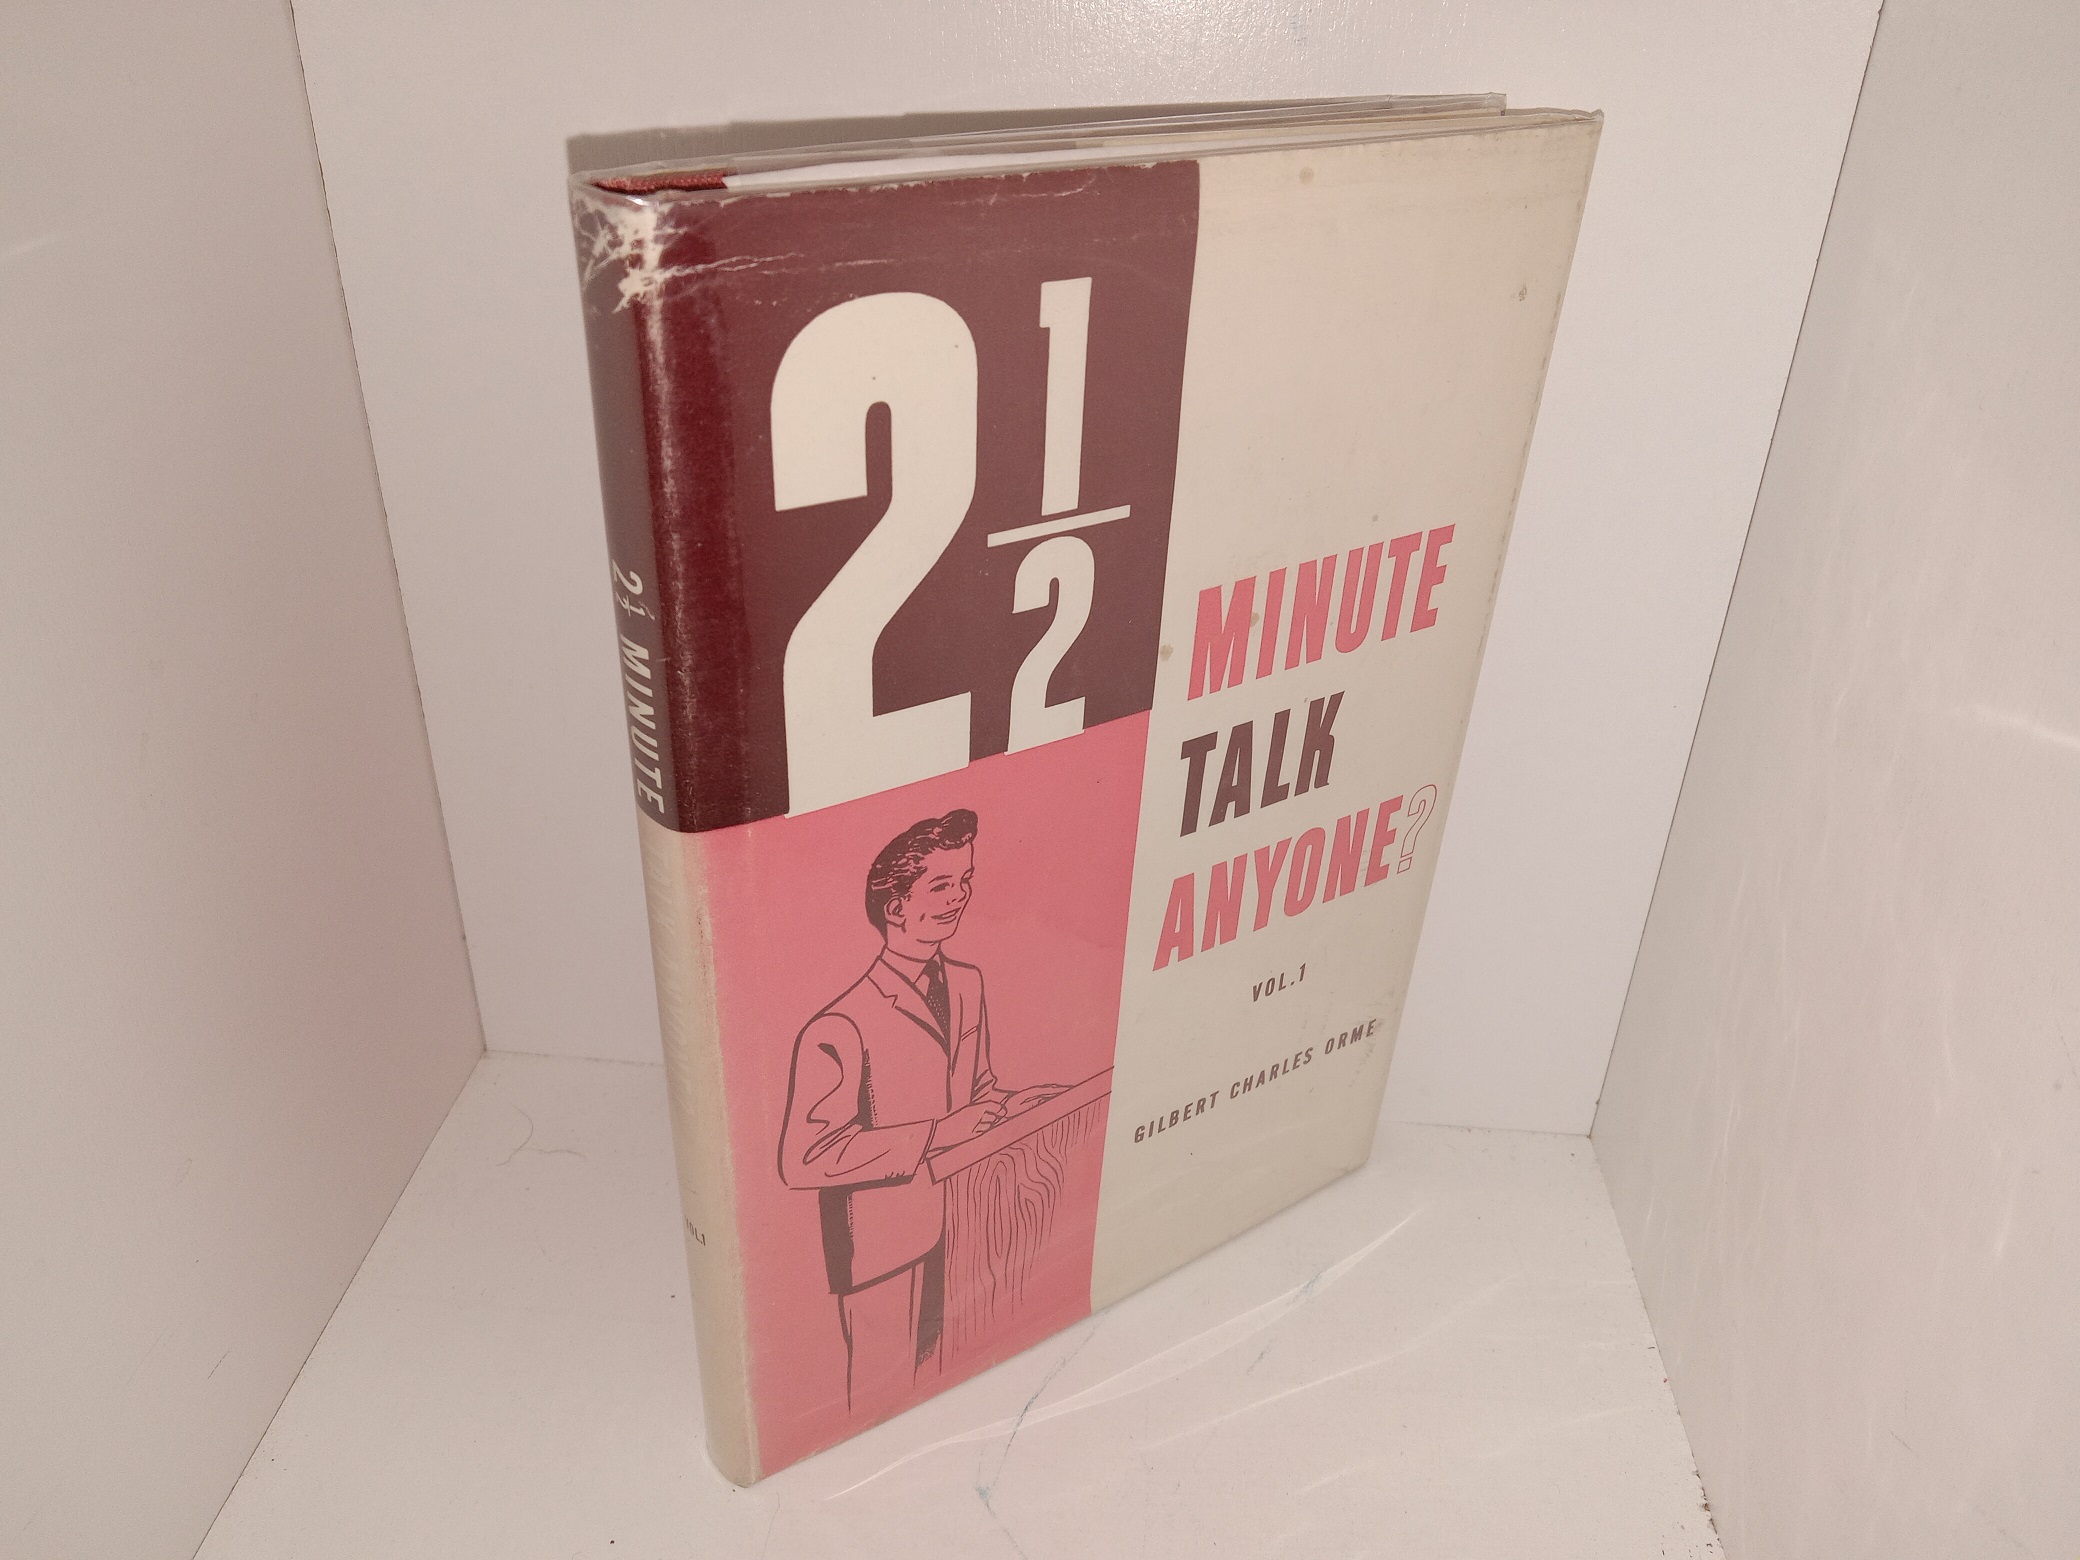 2 1/2
MINUTE
TALK
ANYONE?
VOL.1
GILBERT CHARLES ORME
2 1/2 MINUTE
VOL.1